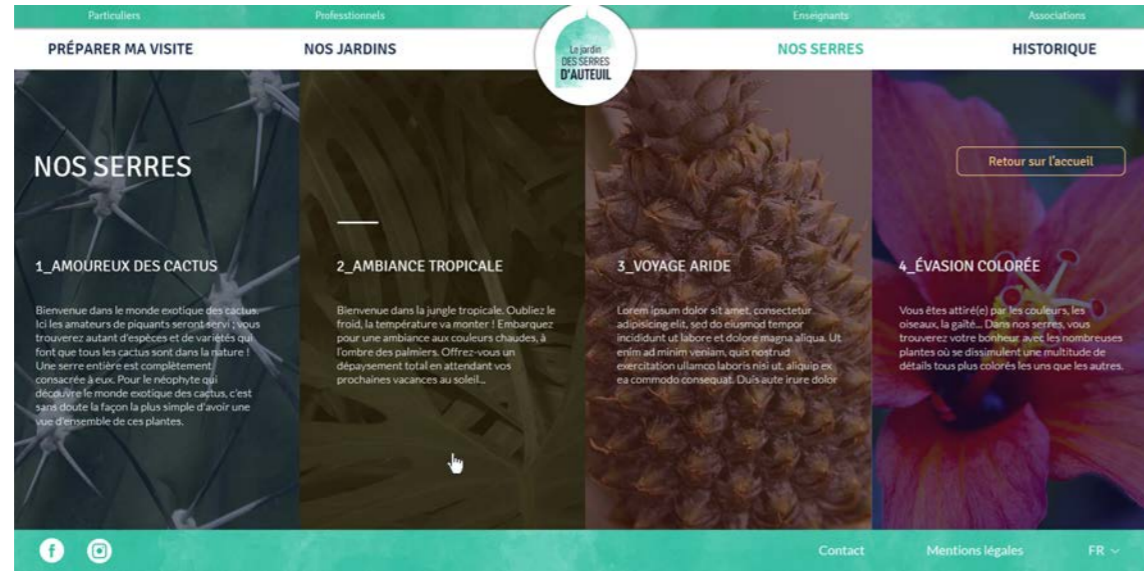 Particuliers
Professtionnels
Enseignants
Associations
PRÉPARER MA VISITE
NOS JARDINS
Le jardin
DES SERRES
D'AUTEUIL
NOS SERRES
HISTORIQUE
NOS SERRES
Retour sur l'accueil
1_AMOUREUX DES CACTUS
Bienvenue dans le monde exotique des cactus.
Ici les amateurs de piquants seront servi ; vous
trouverez autant d'espèces et de variétés qui
font que tous les cactus sont dans la nature !
Une serre entière est complètement
consacrée à eux. Pour le néophyte qui
découvre le monde exotique des cactus, c'est
sans doute la façon la plus simple d'avoir une
vue d'ensemble de ces plantes.
2_AMBIANCE TROPICALE
Bienvenue dans la jungle tropicale. Oubliez le
froid, la température va monter ! Embarquez
pour une ambiance aux couleurs chaudes, à
l'ombre des palmiers. Offrez-vous un
dépaysement total en attendant vos
prochaines vacances au soleil...
3_VOYAGE ARIDE
Lorem ipsum dolor sit amet, consectetur
adipisicing elit, sed do eiusmod tempor
incididunt ut labore et dolore magna aliqua. Ut
enim ad minim veniam, quis nostrud
exercitation ullamco laboris nisi ut aliquip ex
ea commodo consequat. Duis aute irure dolor
4_ÉVASION COLORÉE
Vous êtes attiré(e) par les couleurs, les
oiseaux, la gaîté... Dans nos serres, vous
trouverez votre bonheur avec les nombreuses
plantes où se dissimulent une multitude de
détails tous plus colorés les uns que les autres.
Contact
Mentions légales
FR